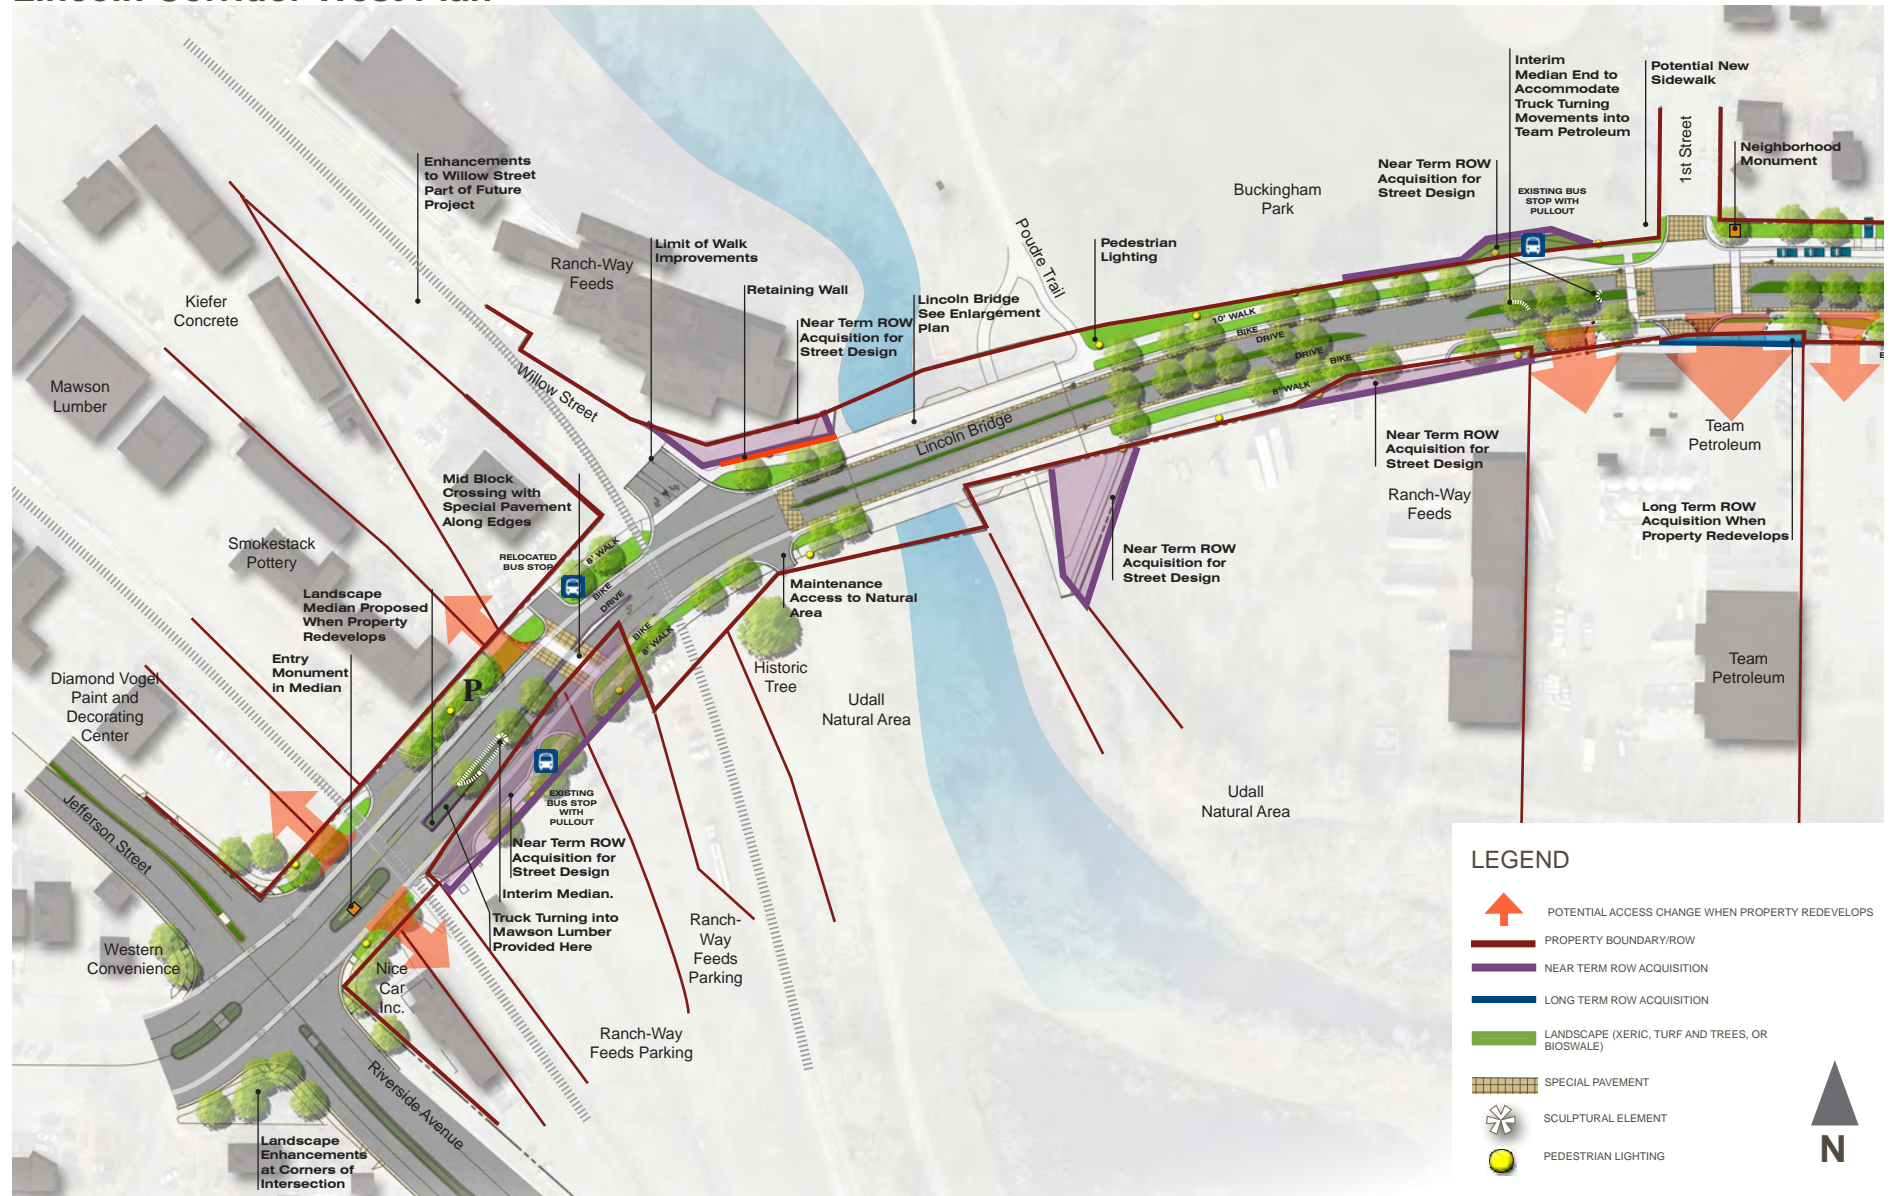 Lincoln Corridor West Plan
Interim
Median End to
Accommodate
Truck Turning
Movements into
Team Petroleum
Potential New
Sidewalk
1st Street
Neighborhood
Monument
Near Term ROW
Acquisition for
Street Design
EXISTING BUS
STOP WITH
PULLOUT
Buckingham
Park
Enhancements
to Willow Street
Part of Future
Project
Ranch-Way
Feeds
Limit of Walk
Improvements
Retaining Wall
Near Term ROW
Acquisition for
Street Design
Lincoln Bridge
See Enlargement
Plan
Poudre Trail
Pedestrian
Lighting
10' WALK
BIKE
DRIVE
DRIVE
BIKE
8' WALK
Kiefer
Concrete
Mawson
Lumber
Willow Street
Lincoln Bridge
Near Term ROW
Acquisition for
Street Design
Ranch-Way
Feeds
Team
Petroleum
Long Term ROW
Acquisition When
Property Redevelops
Mid Block
Crossing with
Special Pavement
Along Edges
Smokestack
Pottery
RELOCATED
BUS STOP
8' WALK
BIKE
DRIVE
BIKE
8' WALK
Near Term ROW
Acquisition for
Street Design
Maintenance
Access to Natural
Area
Landscape
Median Proposed
When Property
Redevelops
Entry
Monument
in Median
P
Historic
Tree
Udall
Natural Area
Team
Petroleum
Diamond Vogel
Paint and
Decorating
Center
Udall
Natural Area
Jefferson Street
EXISTING
BUS STOP
WITH
PULLOUT
Near Term ROW
Acquisition for
Street Design
Interim Median.
Truck Turning into
Mawson Lumber
Provided Here
Ranch-
Way
Feeds
Parking
Western
Convenience
Nice
Car
Inc.
Ranch-Way
Feeds Parking
Riverside Avenue
Landscape
Enhancements
at Corners of
Intersection
LEGEND
POTENTIAL ACCESS CHANGE WHEN PROPERTY REDEVELOPS
PROPERTY BOUNDARY/ROW
NEAR TERM ROW ACQUISITION
LONG TERM ROW ACQUISITION
LANDSCAPE (XERIC, TURF AND TREES, OR
BIOSWALE)
SPECIAL PAVEMENT
SCULPTURAL ELEMENT
PEDESTRIAN LIGHTING
N